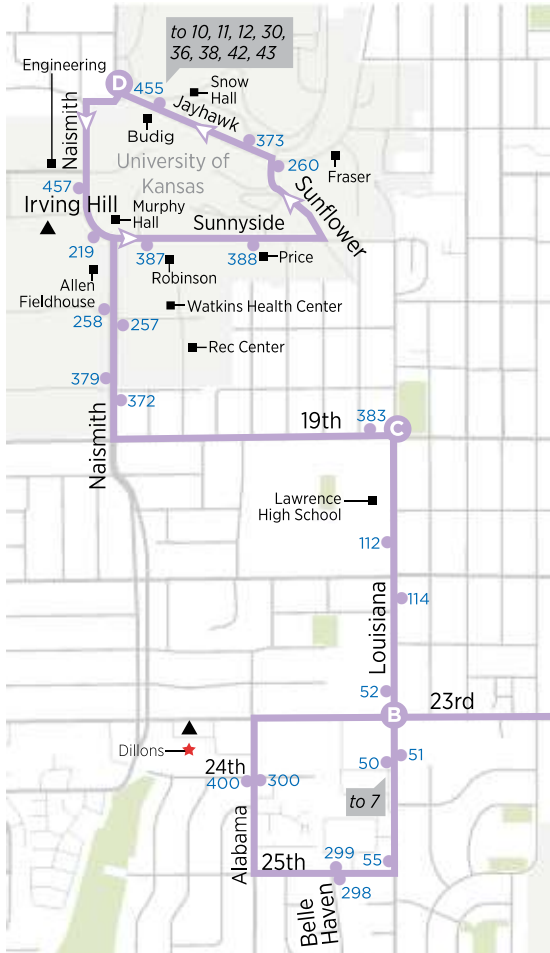 to 10, 11, 12, 30,
36, 38, 42, 43
Engineering
D
455
Snow
Hall
Jayhawk
Naismith
Budig
373
University of
Kansas
260
Fraser
Sunflower
457
Irving Hill
Murphy
Hall
Sunnyside
219
387
388
Price
Allen
Fieldhouse
Robinson
258
257
Watkins Health Center
Rec Center
379
372
383
19th
C
Naismith
Lawrence
High School
112
114
Louisiana
52
23rd
B
Dillons
24th
400
300
50
51
to 7
Alabama
299
55
25th
298
Belle
Haven